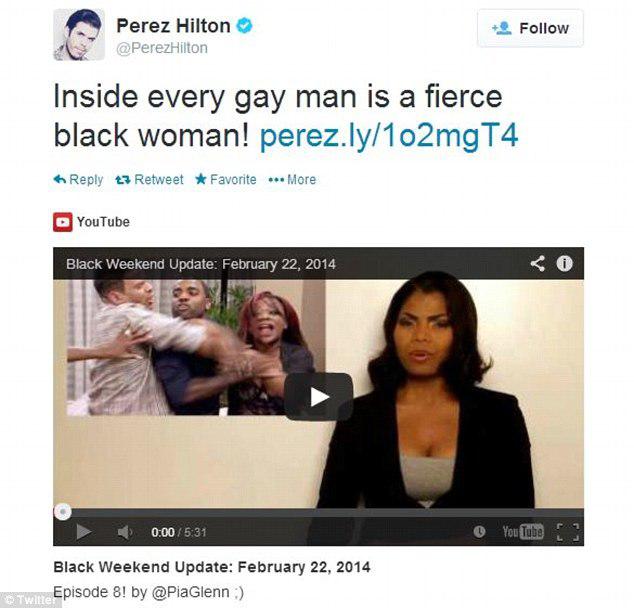 Perez Hilton
@PerezHilton
Follow
Inside every gay man is a fierce
black woman! perez.ly/1o2mgT4
Reply Retweet Favorite More
YouTube
Black Weekend Update: February 22, 2014
0:00 / 5:31
YouTube
Black Weekend Update: February 22, 2014
Episode 8! by @PiaGlenn ;)
© Twitter